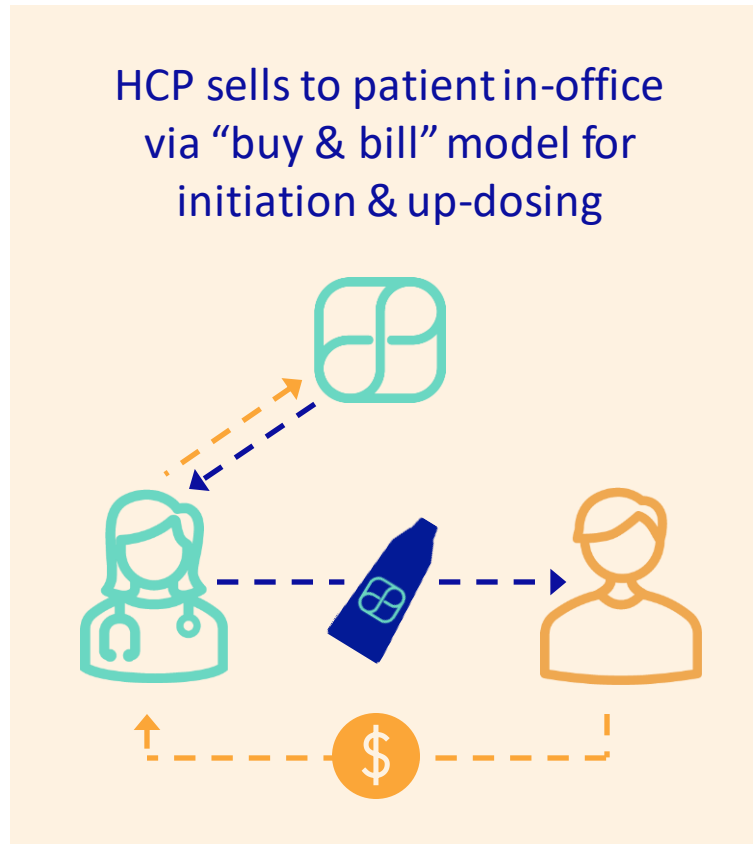 HCP sells to patient in-office
via “buy & bill” model for
initiation & up-dosing
$